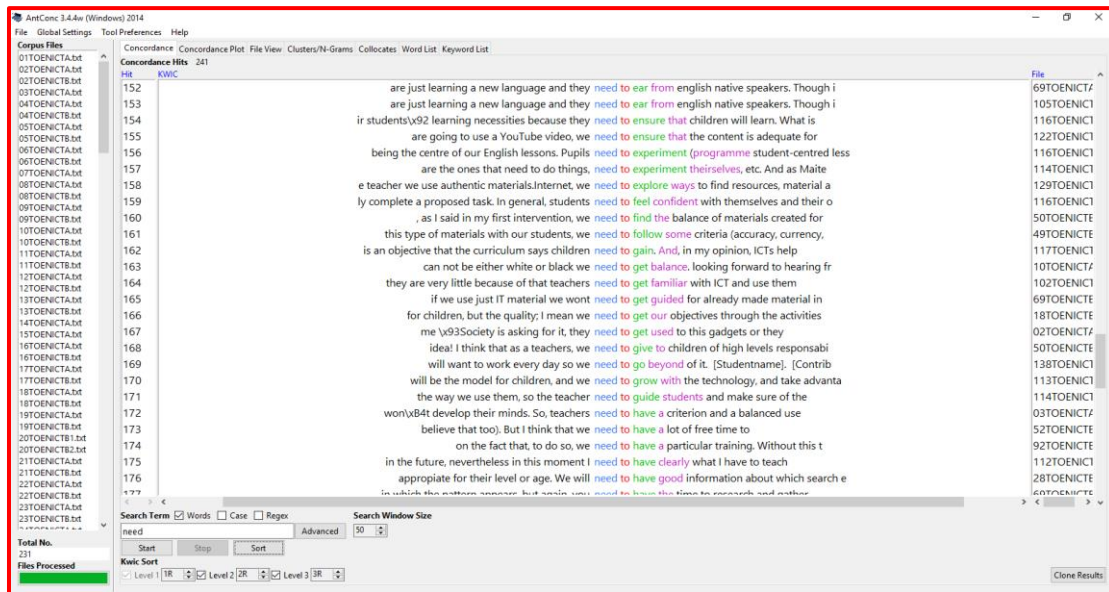 AntConc 3.4.4w (Windows) 2014
File Global Settings Tool Preferences Help
Corpus Files
01TOENICTA.txt
02TOENICTA.txt
02TOENICTB.txt
03TOENICTA.txt
04TOENICTA.txt
04TOENICTB.txt
05TOENICTA.txt
05TOENICTB.txt
06TOENICTA.txt
06TOENICTB.txt
07TOENICTA.txt
08TOENICTA.txt
08TOENICTB.txt
09TOENICTA.txt
09TOENICTB.txt
10TOENICTA.txt
10TOENICTB.txt
11TOENICTA.txt
11TOENICTB.txt
12TOENICTA.txt
12TOENICTB.txt
13TOENICTA.txt
13TOENICTB.txt
14TOENICTA.txt
15TOENICTA.txt
16TOENICTA.txt
16TOENICTB.txt
17TOENICTA.txt
17TOENICTB.txt
18TOENICTA.txt
18TOENICTB.txt
19TOENICTA.txt
19TOENICTB.txt
20TOENICTB1.txt
20TOENICTB2.txt
21TOENICTA.txt
21TOENICTB.txt
22TOENICTA.txt
22TOENICTB.txt
23TOENICTA.txt
23TOENICTB.txt
Total No.
231
Files Processed
Concordance Concordance Plot File View Clusters/N-Grams Collocates Word List Keyword List
Concordance Hits 241
Hit KWIC File
152 are just learning a new language and they need to ear from english native speakers. Though i 69TOENICTA
153 are just learning a new language and they need to ear from english native speakers. Though i 105TOENICT
154 ir students\x92 learning necessities because they need to ensure that children will learn. What is 116TOENICT
155 are going to use a YouTube video, we need to ensure that the content is adequate for 122TOENICT
156 being the centre of our English lessons. Pupils need to experiment (programme student-centred less 116TOENICT
157 are the ones that need to do things, need to experiment theirselves, etc. And as Maite 114TOENICT
158 e teacher we use authentic materials.Internet, we need to explore ways to find resources, material a 129TOENICT
159 ly complete a proposed task. In general, students need to feel confident with themselves and their o 116TOENICT
160 , as I said in my first intervention, we need to find the balance of materials created for 50TOENICTE
161 this type of materials with our students, we need to follow some criteria (accuracy, currency, 49TOENICTE
162 is an objective that the curriculum says children need to gain. And, in my opinion, ICTs help 117TOENICT
163 can not be either white or black we need to get balance. looking forward to hearing fr 10TOENICTA
164 they are very little because of that teachers need to get familiar with ICT and use them 102TOENICT
165 if we use just IT material we wont need to get guided for already made material in 69TOENICTE
166 for children, but the quality; I mean we need to get our objectives through the activities 18TOENICTE
167 me \x93Society is asking for it, they need to get used to this gadgets or they 02TOENICTA
168 idea! I think that as a teachers, we need to give to children of high levels responsabi 50TOENICTE
169 will want to work every day so we need to go beyond of it. [Studentname]. [Contrib 138TOENICT
170 will be the model for children, and we need to grow with the technology, and take advanta 113TOENICT
171 the way we use them, so the teacher need to guide students and make sure of the 114TOENICT
172 won\xB4t develop their minds. So, teachers need to have a criterion and a balanced use 03TOENICTA
173 believe that too). But I think that we need to have a lot of free time to 52TOENICTE
174 on the fact that, to do so, we need to have a particular training. Without this t 92TOENICTE
175 in the future, nevertheless in this moment I need to have clearly what I have to teach 112TOENICT
176 appropiate for their level or age. We will need to have good information about which search e 28TOENICTE
177 in which the pattern appears, but again, you need to have the time to research and gather
Search Term Words Case Regex Search Window Size
need Advanced 50
Start Stop Sort
Kwic Sort
Level 1 1R Level 2 2R Level 3 3R Clone Results